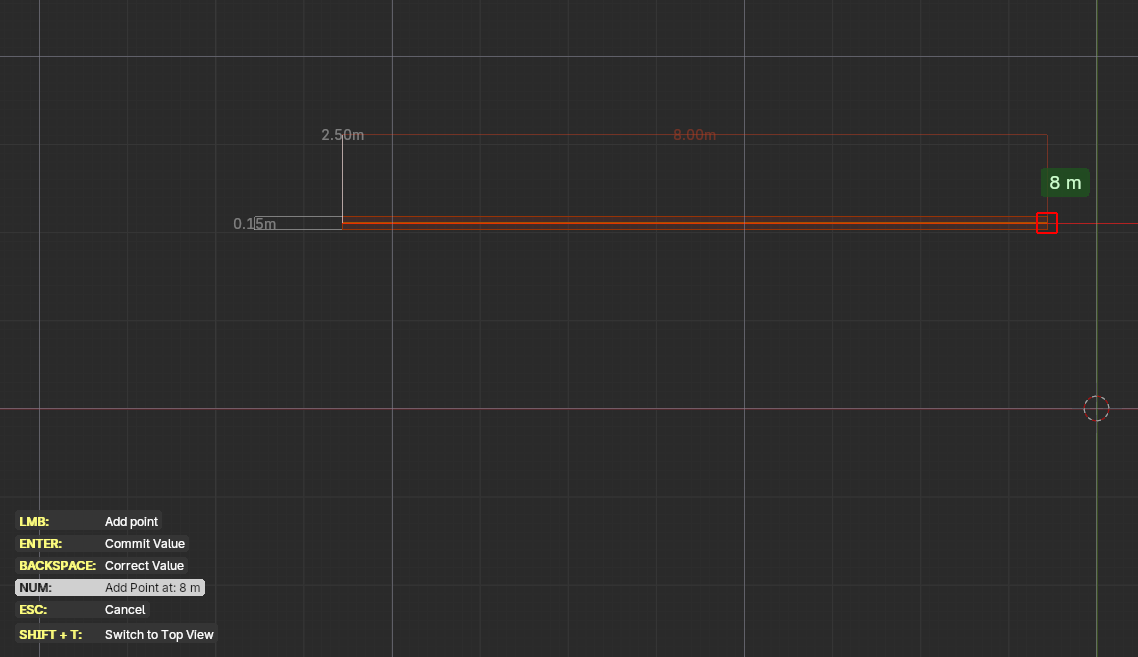 2.50m
8.00m
8 m
0.15m
LMB: Add point
ENTER: Commit Value
BACKSPACE: Correct Value
NUM: Add Point at: 8 m
ESC: Cancel
SHIFT + T: Switch to Top View